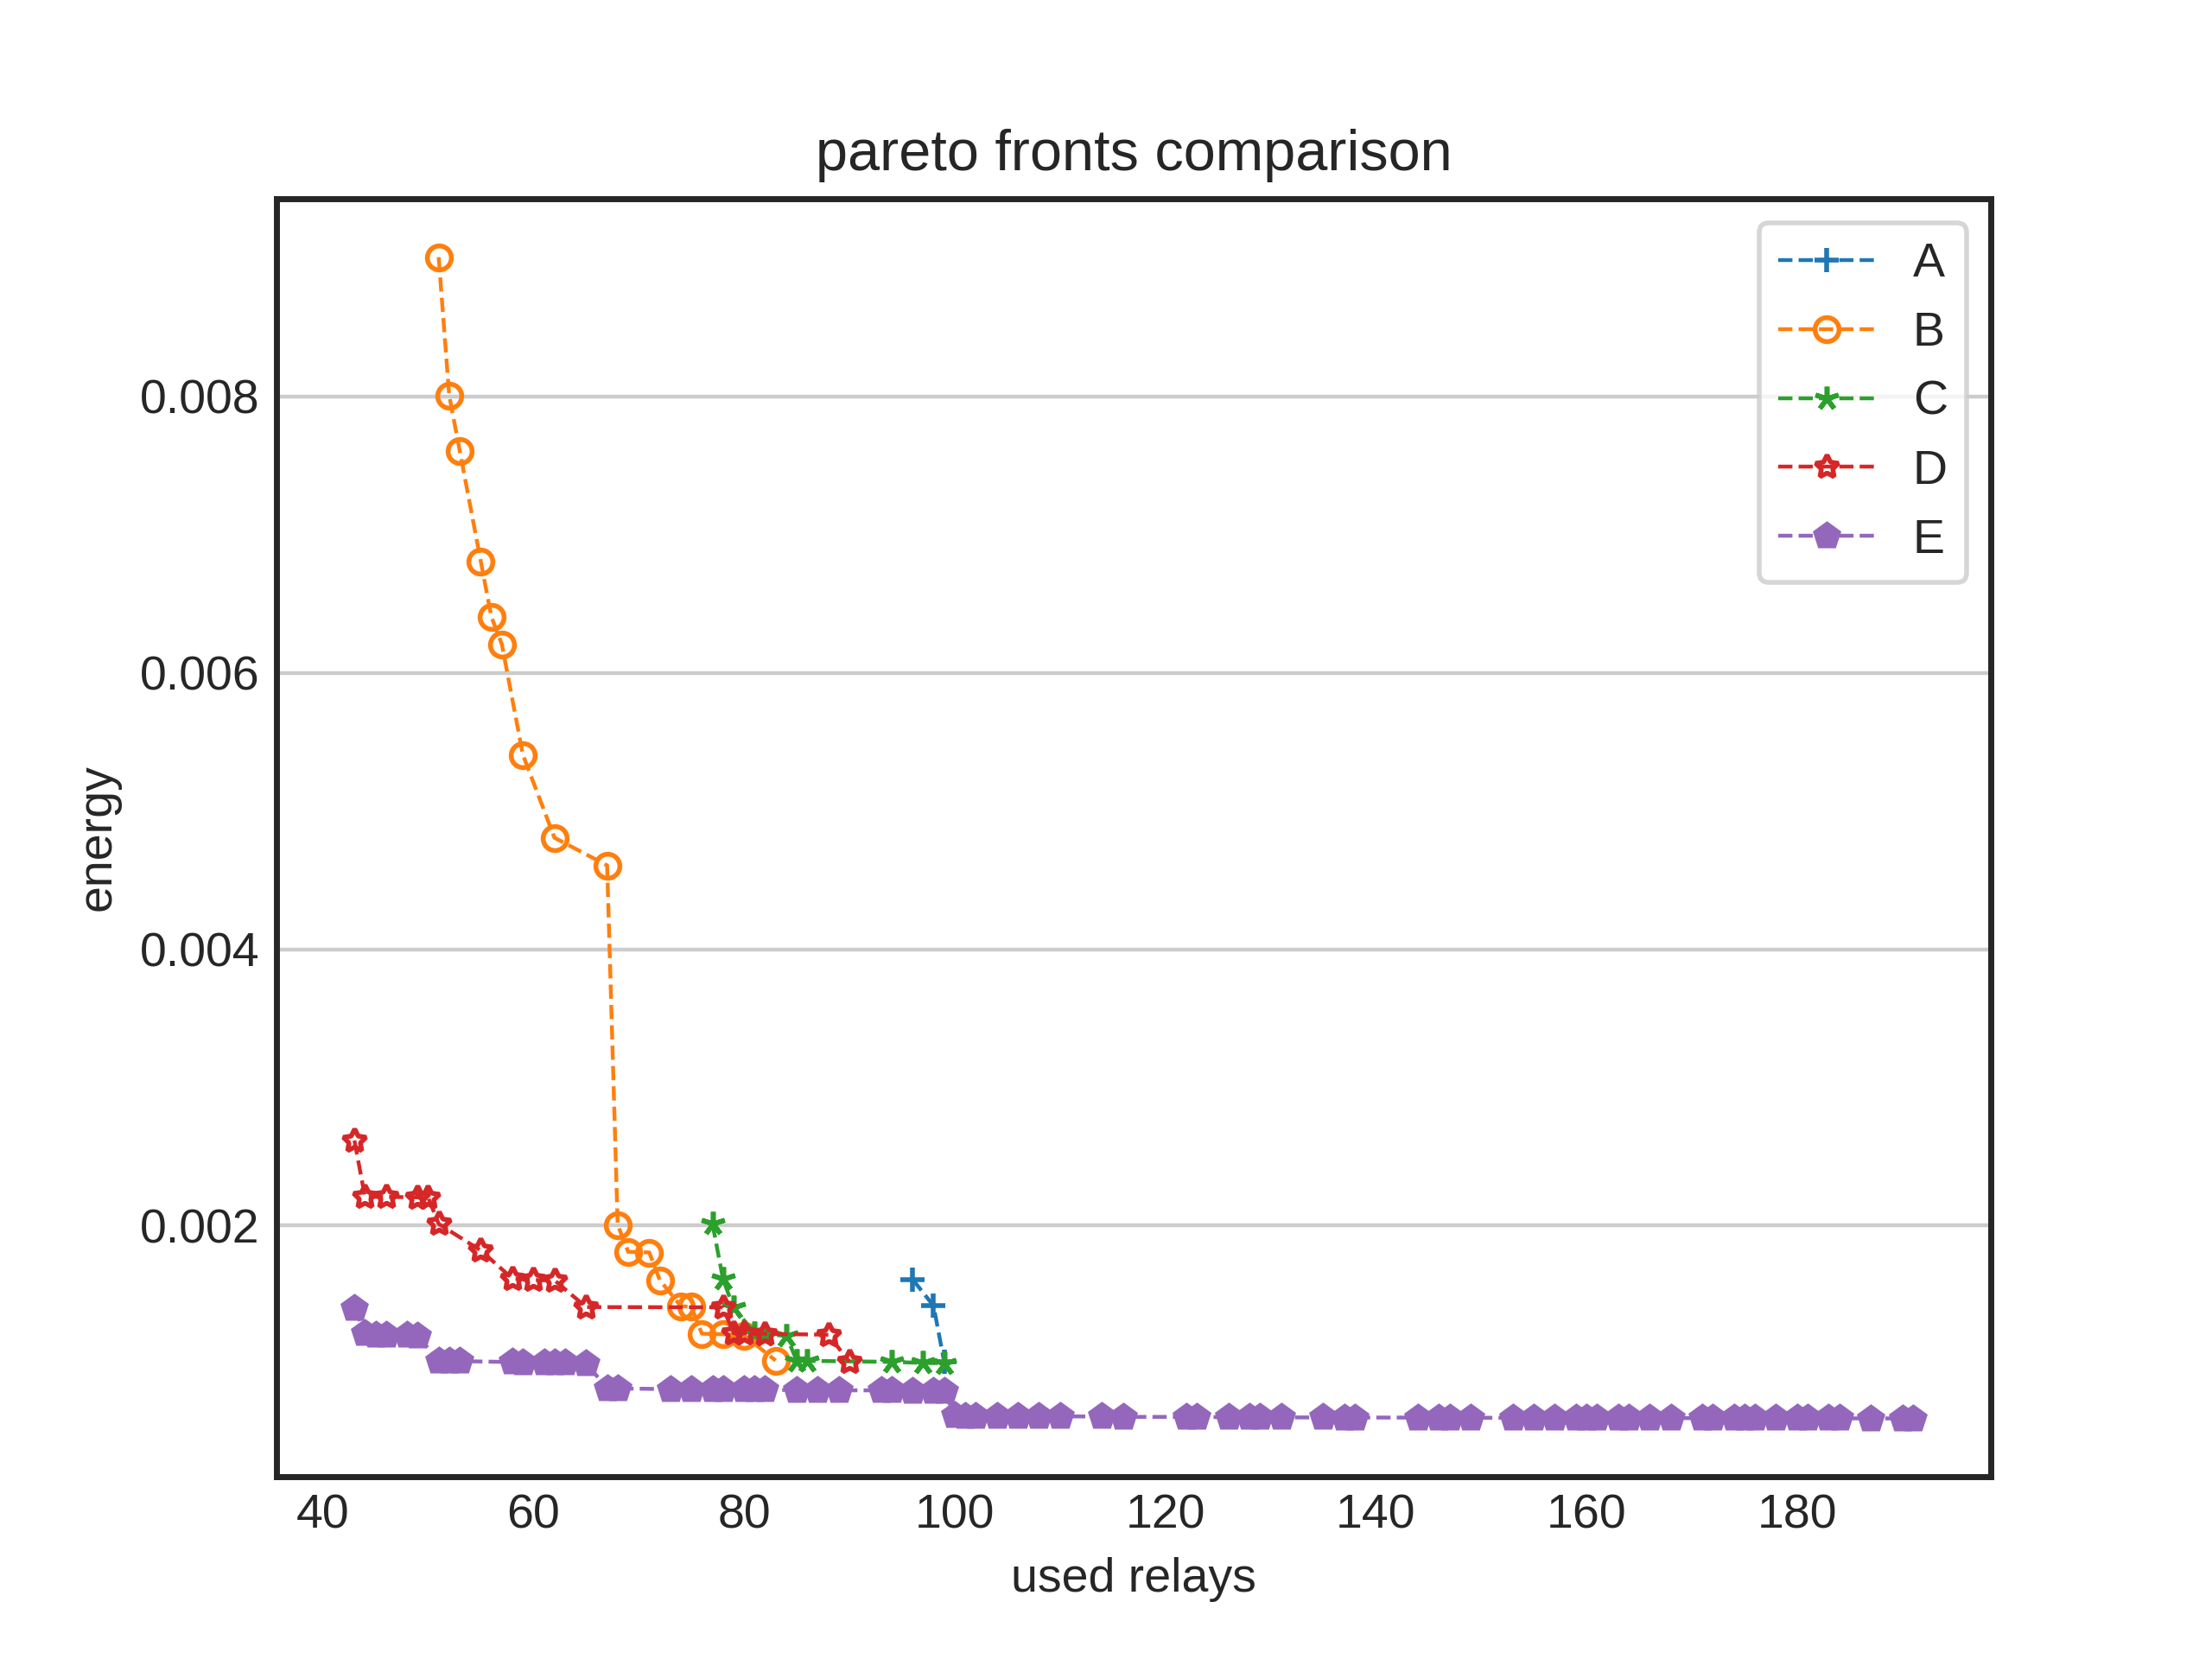 pareto fronts comparison
A
B
C
D
E
0.008
0.006
0.004
0.002
energy
40 60 80 100 120 140 160 180
used relays